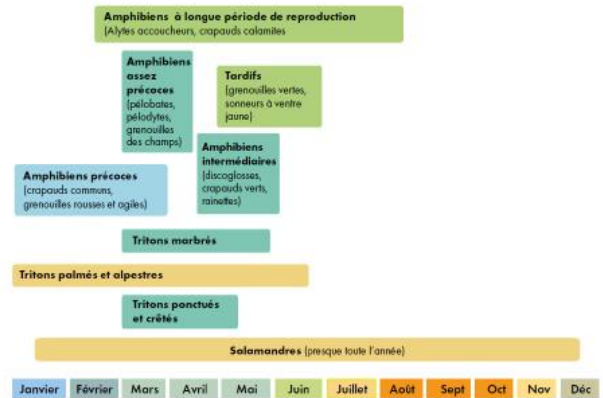 Amphibiens à longue période de reproduction
(Alytes accoucheurs, crapauds calamites
Amphibiens
assez
précoces
(pélobates,
pélodytes,
grenouilles
des champs)
Tardifs
(grenouilles vertes,
sonneurs à ventre
jaune)
Amphibiens
intermédiaires
(discoglosses,
crapauds verts,
rainettes)
Amphibiens précoces
(crapauds communs,
grenouilles rousses et agiles)
Tritons marbrés
Tritons palmés et alpestres
Tritons ponctués
et crêtés
Salamandres (presque toute l'année)
Janvier Février Mars Avril Mai Juin Juillet Août Sept Oct Nov Déc